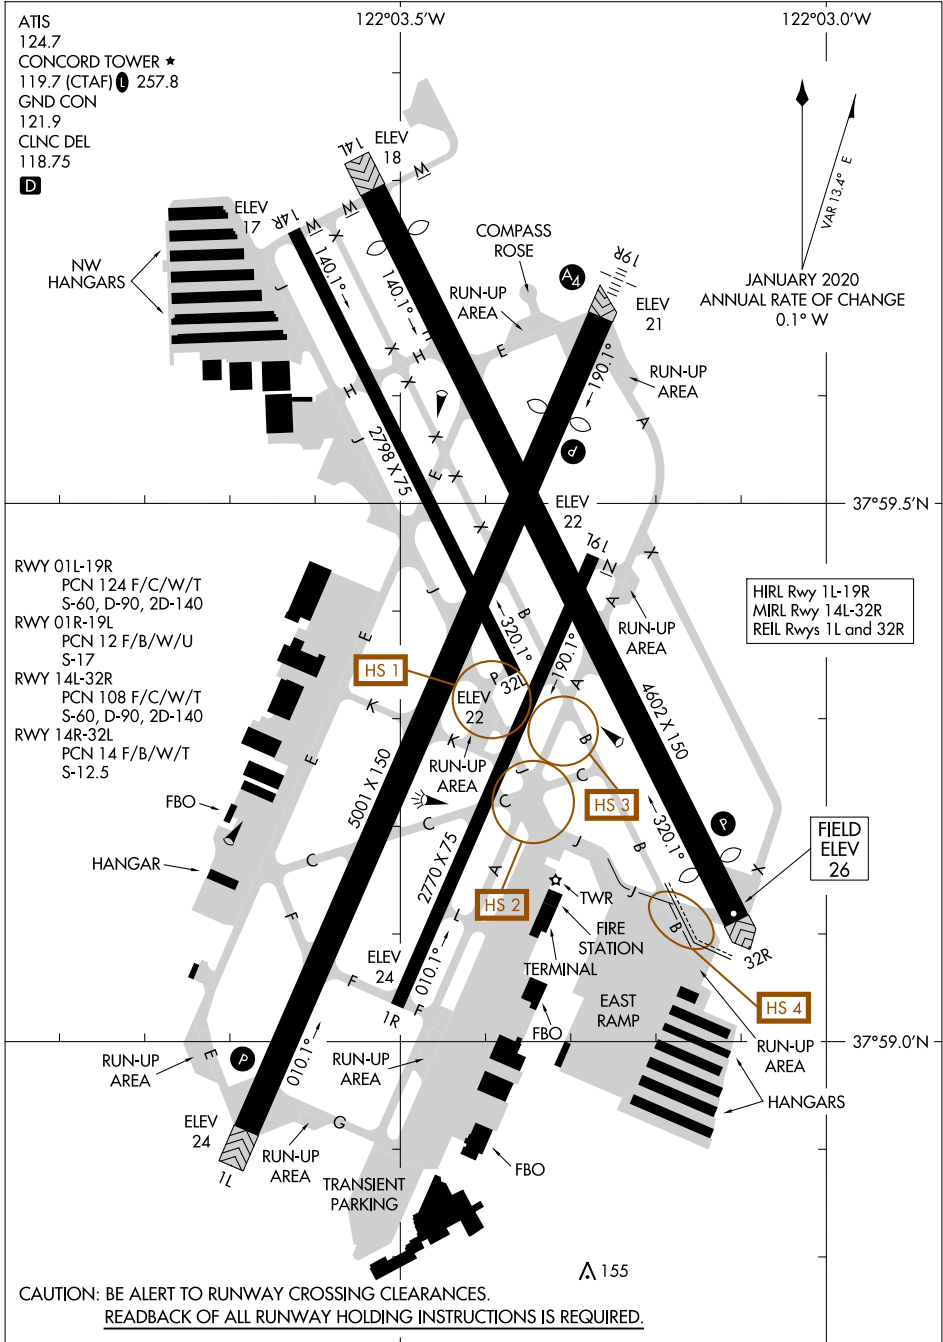 122°03.5'W
122°03.0'W
ATIS
124.7
CONCORD TOWER ★
119.7 (CTAF) L 257.8
GND CON
121.9
CLNC DEL
118.75
D
14L
ELEV
18
W
W
W
ELEV
17
14R
X
140.1°
140.1°
J
NW
HANGARS
COMPASS
ROSE
A4
19R
RUN-UP
AREA
ELEV
21
VAR 13.4° E
JANUARY 2020
ANNUAL RATE OF CHANGE
0.1° W
H
H
E
X
X
190.1°
RUN-UP
AREA
H
J
A
2798 X 75
E
X
X
P
X
ELEV
22
37°59.5'N
19L
Z
X
A
A
RUN-UP
AREA
RWY 01L-19R
PCN 124 F/C/W/T
S-60, D-90, 2D-140
RWY 01R-19L
PCN 12 F/B/W/U
S-17
RWY 14L-32R
PCN 108 F/C/W/T
S-60, D-90, 2D-140
RWY 14R-32L
PCN 14 F/B/W/T
S-12.5
HIRL Rwy 1L-19R
MIRL Rwy 14L-32R
REIL Rwys 1L and 32R
J
B
320.1°
190.1°
E
HS 1
P
32L
ELEV
22
A
4602 X 150
K
K
B
RUN-UP
AREA
E
J
C
5001 X 150
C
C
HS 3
FBO
320.1°
P
FIELD
ELEV
26
HANGAR
C
2770 X 75
A
J
B
X
HS 2
TWR
J
B
F
L
FIRE
STATION
32R
ELEV
24
010.1°
TERMINAL
F
F
1R
EAST
RAMP
HS 4
FBO
37°59.0'N
RUN-UP
AREA
E
P
010.1°
RUN-UP
AREA
RUN-UP
AREA
HANGARS
ELEV
24
G
1L
RUN-UP
AREA
FBO
TRANSIENT
PARKING
155
CAUTION: BE ALERT TO RUNWAY CROSSING CLEARANCES.
READBACK OF ALL RUNWAY HOLDING INSTRUCTIONS IS REQUIRED.